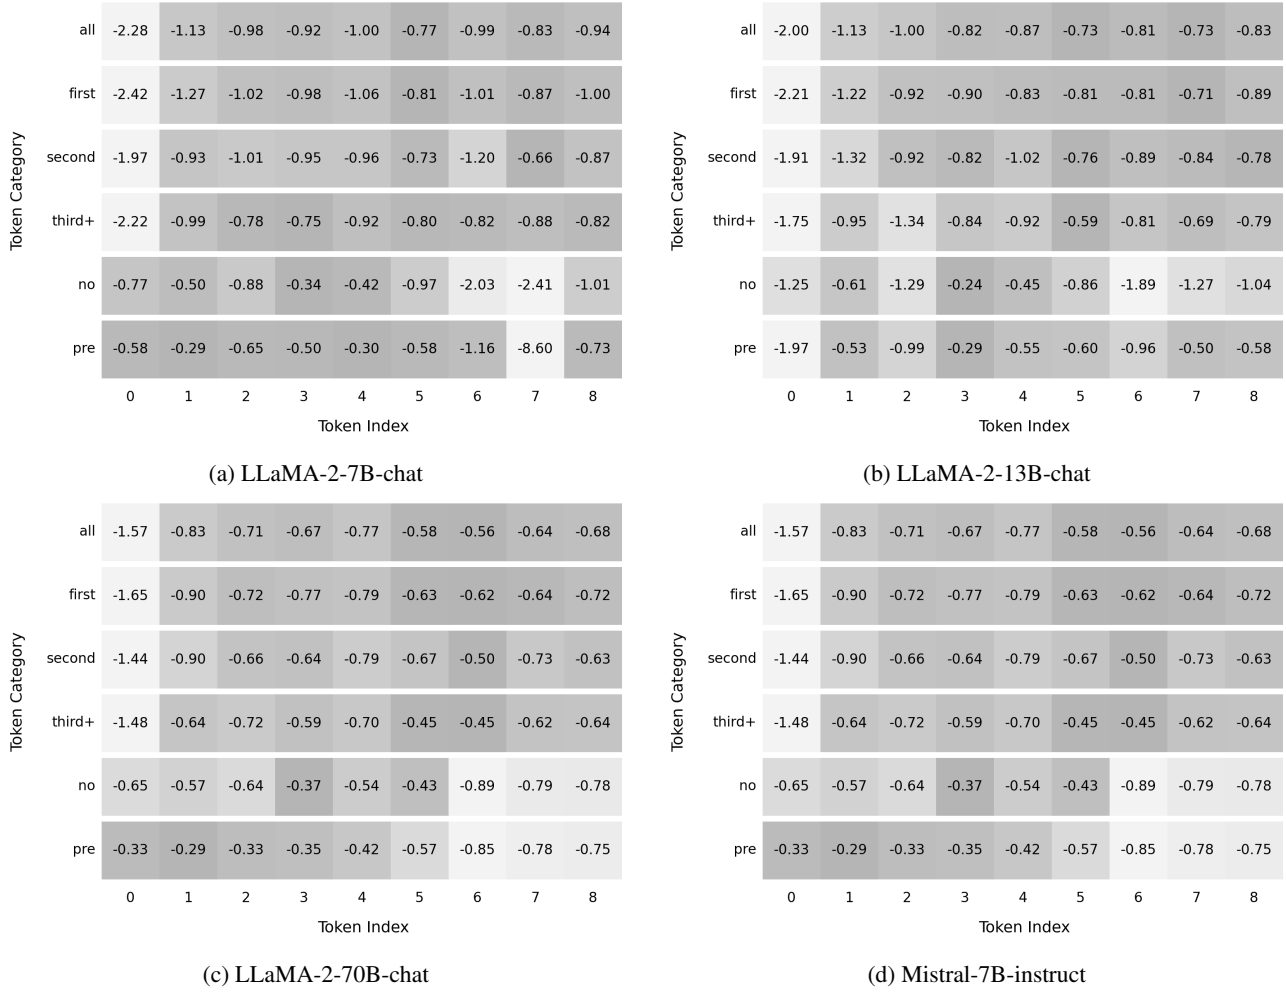 all -2.28 -1.13 -0.98 -0.92 -1.00 -0.77 -0.99 -0.83 -0.94
first -2.42 -1.27 -1.02 -0.98 -1.06 -0.81 -1.01 -0.87 -1.00
second -1.97 -0.93 -1.01 -0.95 -0.96 -0.73 -1.20 -0.66 -0.87
third+ -2.22 -0.99 -0.78 -0.75 -0.92 -0.80 -0.82 -0.88 -0.82
no -0.77 -0.50 -0.88 -0.34 -0.42 -0.97 -2.03 -2.41 -1.01
pre -0.58 -0.29 -0.65 -0.50 -0.30 -0.58 -1.16 -8.60 -0.73
0 1 2 3 4 5 6 7 8
Token Index
Token Category
(a) LLaMA-2-7B-chat
all -2.00 -1.13 -1.00 -0.82 -0.87 -0.73 -0.81 -0.73 -0.83
first -2.21 -1.22 -0.92 -0.90 -0.83 -0.81 -0.81 -0.71 -0.89
second -1.91 -1.32 -0.92 -0.82 -1.02 -0.76 -0.89 -0.84 -0.78
third+ -1.75 -0.95 -1.34 -0.84 -0.92 -0.59 -0.81 -0.69 -0.79
no -1.25 -0.61 -1.29 -0.24 -0.45 -0.86 -1.89 -1.27 -1.04
pre -1.97 -0.53 -0.99 -0.29 -0.55 -0.60 -0.96 -0.50 -0.58
0 1 2 3 4 5 6 7 8
Token Index
Token Category
(b) LLaMA-2-13B-chat
all -1.57 -0.83 -0.71 -0.67 -0.77 -0.58 -0.56 -0.64 -0.68
first -1.65 -0.90 -0.72 -0.77 -0.79 -0.63 -0.62 -0.64 -0.72
second -1.44 -0.90 -0.66 -0.64 -0.79 -0.67 -0.50 -0.73 -0.63
third+ -1.48 -0.64 -0.72 -0.59 -0.70 -0.45 -0.45 -0.62 -0.64
no -0.65 -0.57 -0.64 -0.37 -0.54 -0.43 -0.89 -0.79 -0.78
pre -0.33 -0.29 -0.33 -0.35 -0.42 -0.57 -0.85 -0.78 -0.75
0 1 2 3 4 5 6 7 8
Token Index
Token Category
(c) LLaMA-2-70B-chat
all -1.57 -0.83 -0.71 -0.67 -0.77 -0.58 -0.56 -0.64 -0.68
first -1.65 -0.90 -0.72 -0.77 -0.79 -0.63 -0.62 -0.64 -0.72
second -1.44 -0.90 -0.66 -0.64 -0.79 -0.67 -0.50 -0.73 -0.63
third+ -1.48 -0.64 -0.72 -0.59 -0.70 -0.45 -0.45 -0.62 -0.64
no -0.65 -0.57 -0.64 -0.37 -0.54 -0.43 -0.89 -0.79 -0.78
pre -0.33 -0.29 -0.33 -0.35 -0.42 -0.57 -0.85 -0.78 -0.75
0 1 2 3 4 5 6 7 8
Token Index
Token Category
(d) Mistral-7B-instruct